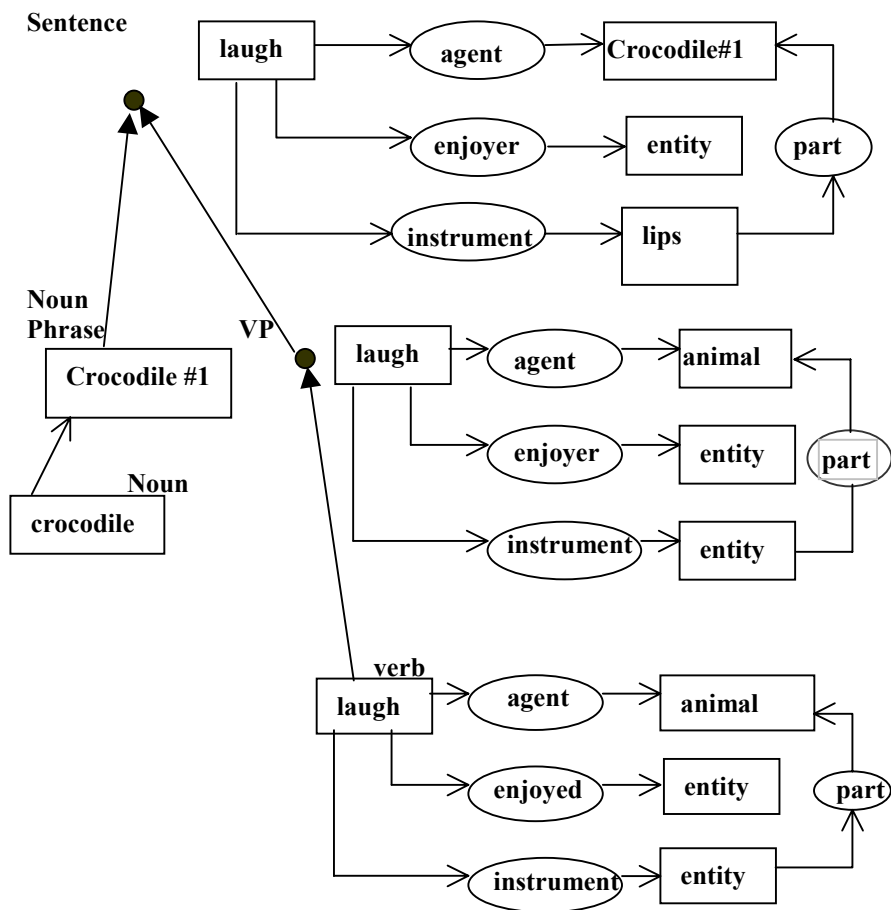 Sentence
laugh
agent
Crocodile#1
enjoyer
entity
part
instrument
lips
Noun
Phrase
VP
Crocodile #1
Noun
crocodile
laugh
agent
animal
enjoyer
entity
part
instrument
entity
verb
laugh
agent
animal
enjoyed
entity
part
instrument
entity